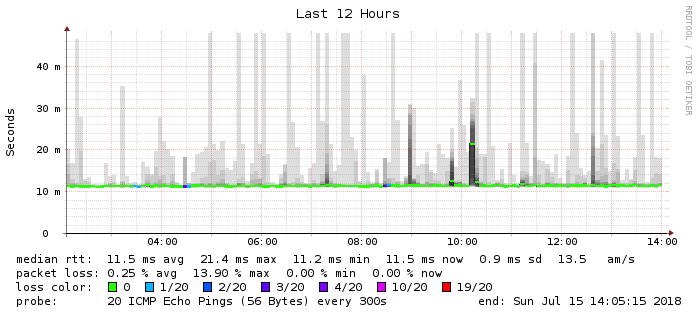 Last 12 Hours
RRDTOOL / TOBI OETIKER
Seconds
40 m
30 m
20 m
10 m
0
04:00 06:00 08:00 10:00 12:00 14:00
median rtt: 11.5 ms avg 21.4 ms max 11.2 ms min 11.5 ms now 0.9 ms sd 13.5 am/s
packet loss: 0.25 % avg 13.90 % max 0.00 % min 0.00 % now
loss color: 0 1/20 2/20 3/20 4/20 10/20 19/20
probe: 20 ICMP Echo Pings (56 Bytes) every 300s end: Sun Jul 15 14:05:15 2018